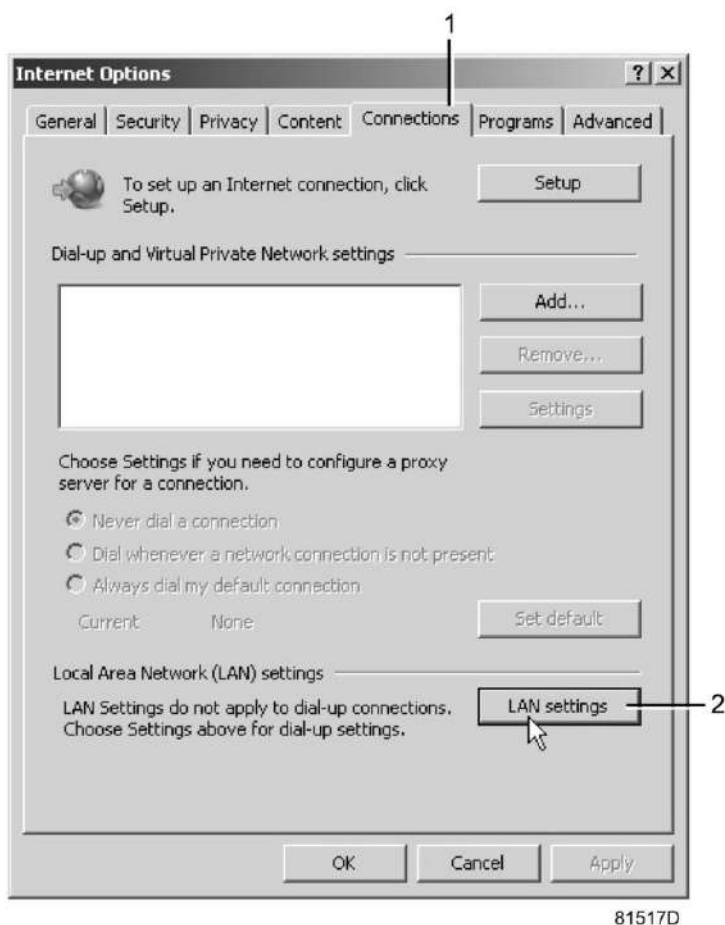 1
Internet Options
General Security Privacy Content Connections Programs Advanced
To set up an Internet connection, click
Setup.
Setup
Dial-up and Virtual Private Network settings
Add...
Remove...
Settings
Choose Settings if you need to configure a proxy
server for a connection.
Never dial a connection
Dial whenever a network connection is not present
Always dial my default connection
Current None
Set default
Local Area Network (LAN) settings
LAN Settings do not apply to dial-up connections.
Choose Settings above for dial-up settings.
LAN settings
2
OK Cancel Apply
81517D